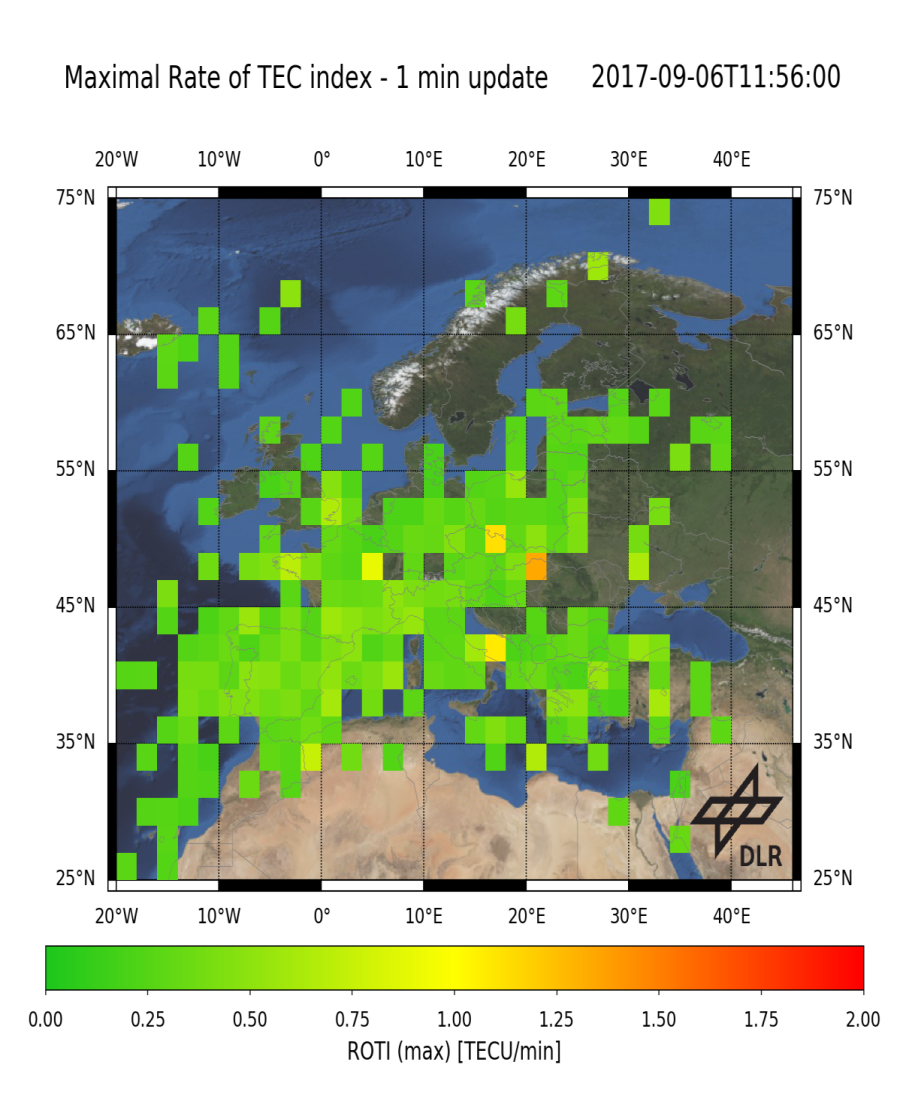 Maximal Rate of TEC index - 1 min update 2017-09-06T11:56:00
20°W 10°W 0° 10°E 20°E 30°E 40°E
75°N 75°N
65°N 65°N
55°N 55°N
45°N 45°N
35°N 35°N
DLR
25°N 25°N
20°W 10°W 0° 10°E 20°E 30°E 40°E
0.00 0.25 0.50 0.75 1.00 1.25 1.50 1.75 2.00
ROTI (max) [TECU/min]